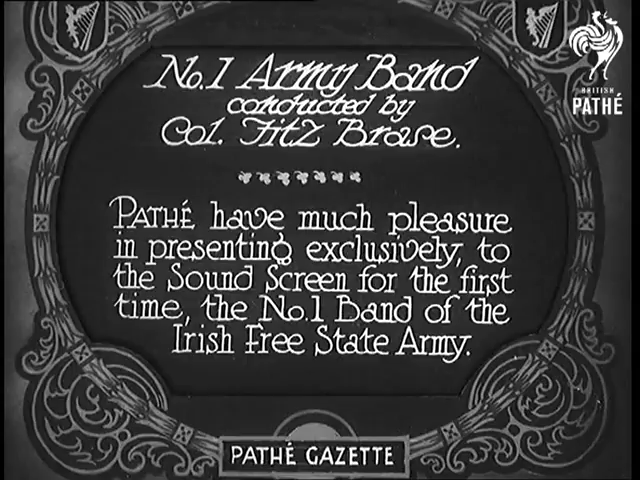 No. 1 Army Band
conducted by
Col. Fitz Brase.
PATHÉ have much pleasure
in presenting exclusively, to
the Sound Screen for the first
time, the No. 1 Band of the
Irish Free State Army.
PATHÉ GAZETTE
BRITISH
PATHÉ